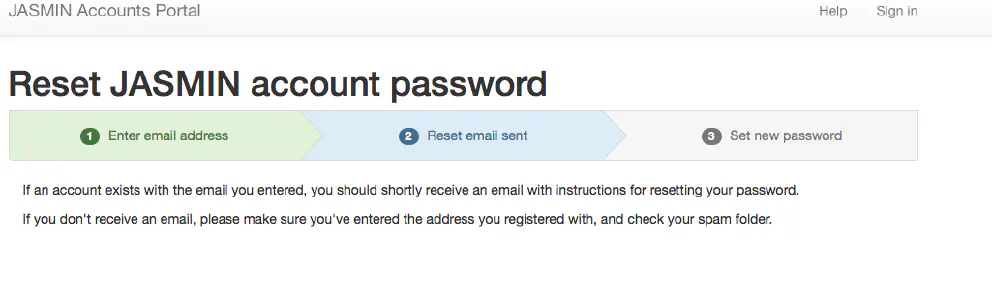 JASMIN Accounts Portal Help Sign in
Reset JASMIN account password
1 Enter email address 2 Reset email sent 3 Set new password
If an account exists with the email you entered, you should shortly receive an email with instructions for resetting your password.
If you don't receive an email, please make sure you've entered the address you registered with, and check your spam folder.